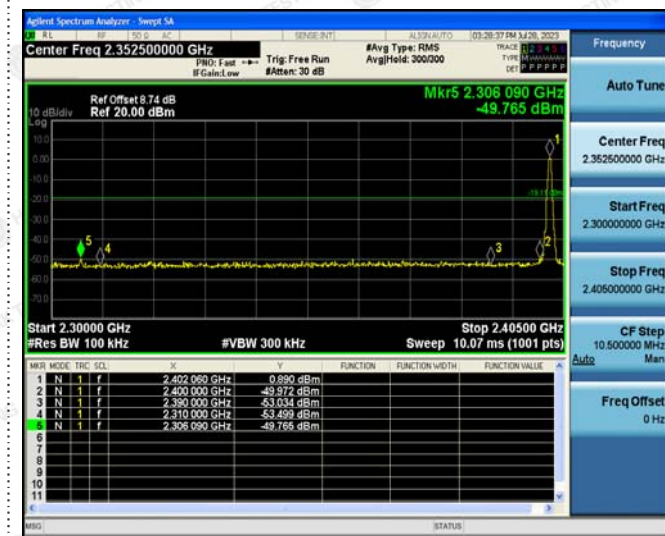 Agilent Spectrum Analyzer - Swept SA
RL RF 50 Ω AC SENSE:INT ALIGN AUTO 03:28:37 PM Jul 28, 2023
Center Freq 2.352500000 GHz
PNO: Fast
IFGain:Low
Trig: Free Run
#Atten: 30 dB
#Avg Type: RMS
Avg|Hold: 300/300
TRACE 1 2 3 4 5 6
TYPE
DET P P P P P P
Ref Offset 8.74 dB
Mkr5 2.306 090 GHz
10 dB/div Ref 20.00 dBm
-49.765 dBm
Log
10.0
0.00
-10.0
-20.0
-30.0
-40.0
-50.0
-60.0
-70.0
1
2
3
4
5
Start 2.30000 GHz Stop 2.40500 GHz
#Res BW 100 kHz #VBW 300 kHz Sweep 10.07 ms (1001 pts)
MKR MODE TRC SCL X Y FUNCTION FUNCTION WIDTH FUNCTION VALUE
1 N 1 f 2.402 060 GHz 0.890 dBm
2 N 1 f 2.400 000 GHz -49.972 dBm
3 N 1 f 2.390 000 GHz -53.034 dBm
4 N 1 f 2.310 000 GHz -53.499 dBm
5 N 1 f 2.306 090 GHz -49.765 dBm
6
7
8
9
10
11
MSG STATUS
Frequency
Auto Tune
Center Freq
2.352500000 GHz
Start Freq
2.300000000 GHz
Stop Freq
2.405000000 GHz
CF Step
10.500000 MHz
Auto Man
Freq Offset
0 Hz